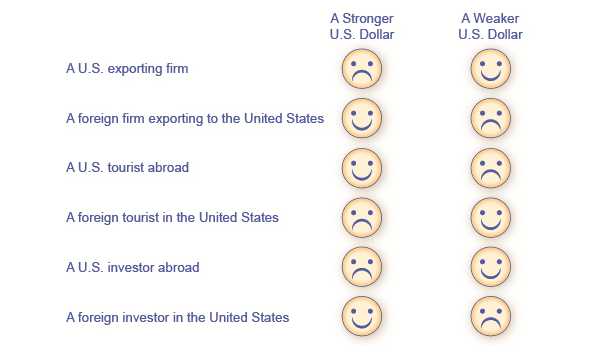 A Stronger
U.S. Dollar
A Weaker
U.S. Dollar
A U.S. exporting firm
A foreign firm exporting to the United States
A U.S. tourist abroad
A foreign tourist in the United States
A U.S. investor abroad
A foreign investor in the United States